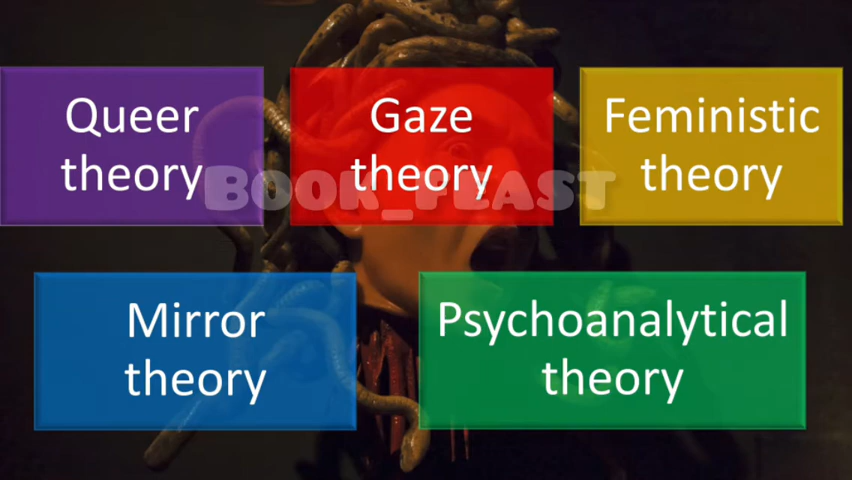 Queer
theory
Gaze
theory
Feministic
theory
BOOK_FEAST
Mirror
theory
Psychoanalytical
theory